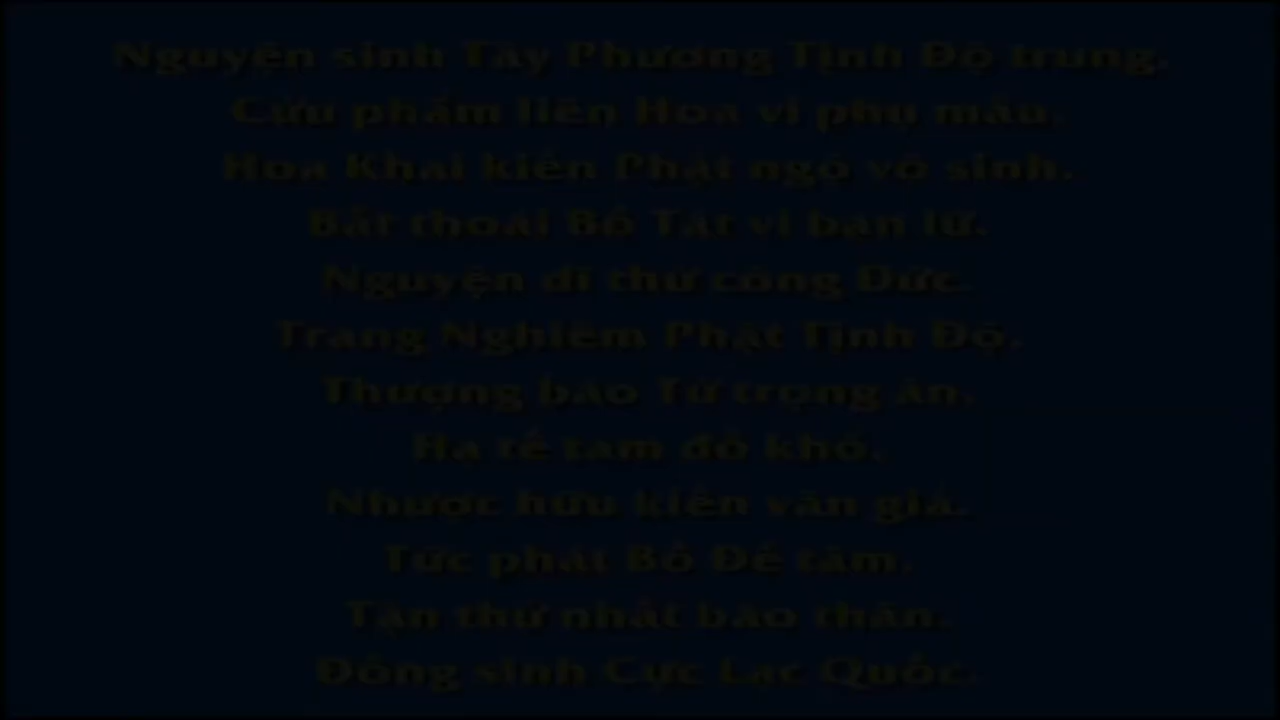 Nguyện sinh Tây Phương Tịnh Độ trung.
Cửu phẩm liên Hoa vi phụ mẫu.
Hoa Khai kiến Phật ngộ vô sinh.
Bất thoái Bồ Tát vi bạn lữ.
Nguyện dĩ thử công Đức.
Trang Nghiêm Phật Tịnh Độ.
Thượng báo Tứ trọng ân.
Hạ tế tam đồ khổ.
Nhược hữu kiến văn giả.
Tức phát Bồ Đề tâm.
Tận thử nhất báo thân.
Đồng sinh Cực Lạc Quốc.